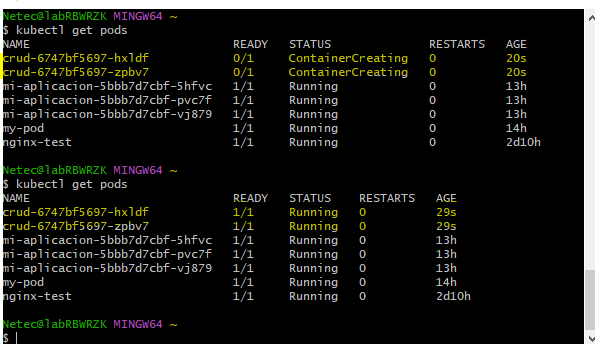 Netec@labRBWRZK MINGW64 ~
$ kubectl get pods
NAME READY STATUS RESTARTS AGE
crud-6747bf5697-hxldf 0/1 ContainerCreating 0 20s
crud-6747bf5697-zpbv7 0/1 ContainerCreating 0 20s
mi-aplicacion-5bbb7d7cbf-5hfvc 1/1 Running 0 13h
mi-aplicacion-5bbb7d7cbf-pvc7f 1/1 Running 0 13h
mi-aplicacion-5bbb7d7cbf-vj879 1/1 Running 0 13h
my-pod 1/1 Running 0 14h
nginx-test 1/1 Running 0 2d10h
Netec@labRBWRZK MINGW64 ~
$ kubectl get pods
NAME READY STATUS RESTARTS AGE
crud-6747bf5697-hxldf 1/1 Running 0 29s
crud-6747bf5697-zpbv7 1/1 Running 0 29s
mi-aplicacion-5bbb7d7cbf-5hfvc 1/1 Running 0 13h
mi-aplicacion-5bbb7d7cbf-pvc7f 1/1 Running 0 13h
mi-aplicacion-5bbb7d7cbf-vj879 1/1 Running 0 13h
my-pod 1/1 Running 0 14h
nginx-test 1/1 Running 0 2d10h
Netec@labRBWRZK MINGW64 ~
$